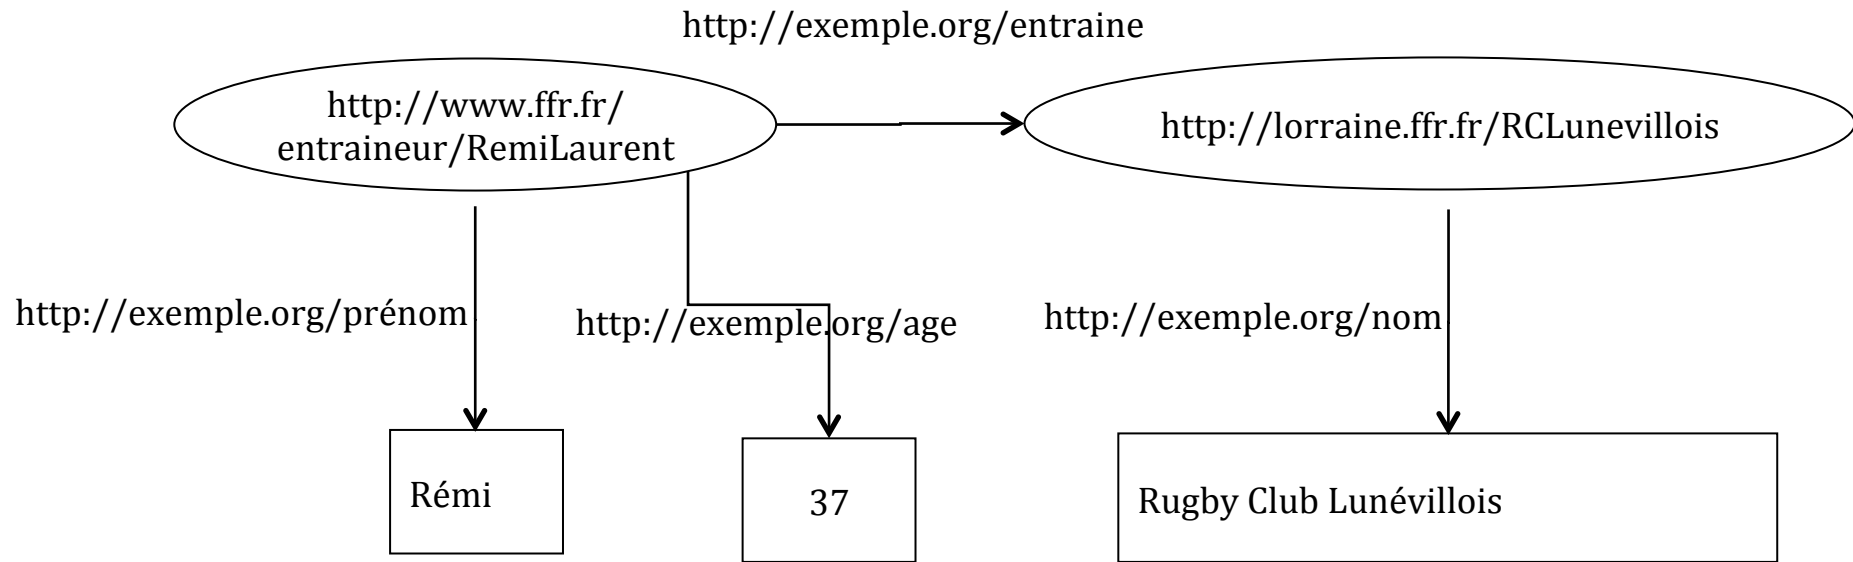 http://exemple.org/entraine
http://www.ffr.fr/
entraineur/RemiLaurent
http://lorraine.ffr.fr/RCLunevillois
http://exemple.org/prénom
http://exemple.org/age
http://exemple.org/nom
Rémi
37
Rugby Club Lunévillois